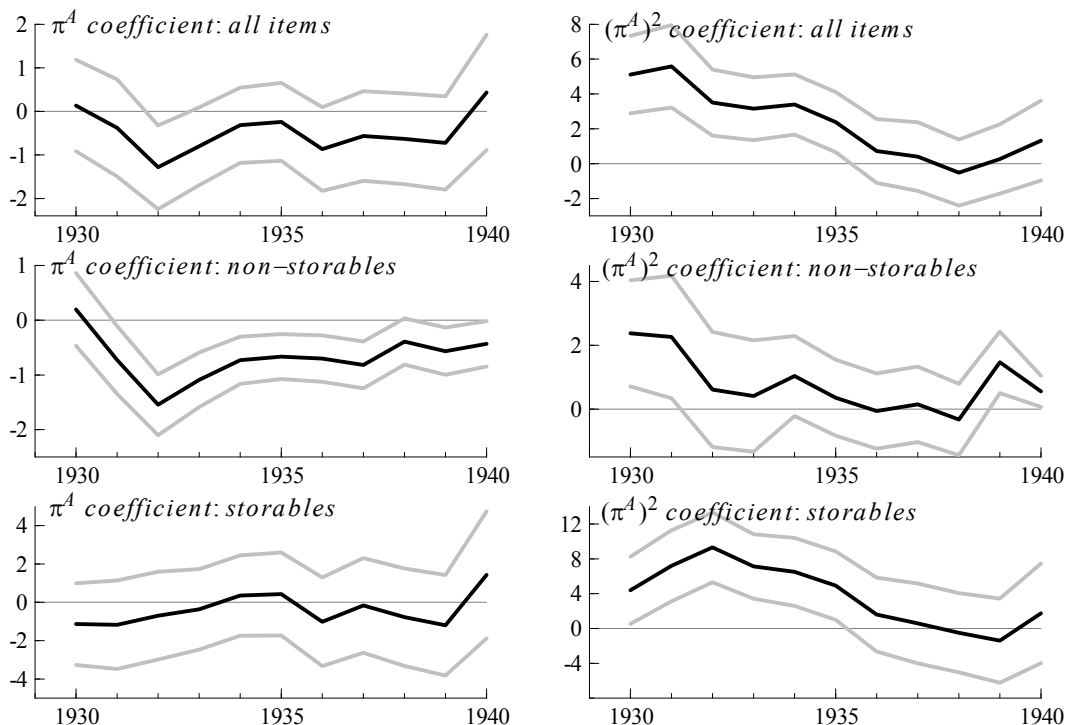 π^A coefficient: all items
2
1
0
-1
-2
1930 1935 1940
(π^A)^2 coefficient: all items
8
6
4
2
0
-2
1930 1935 1940
π^A coefficient: non−storables
1
0
-1
-2
1930 1935 1940
(π^A)^2 coefficient: non−storables
4
2
0
1930 1935 1940
π^A coefficient: storables
4
2
0
-2
-4
1930 1935 1940
(π^A)^2 coefficient: storables
12
8
4
0
-4
1930 1935 1940